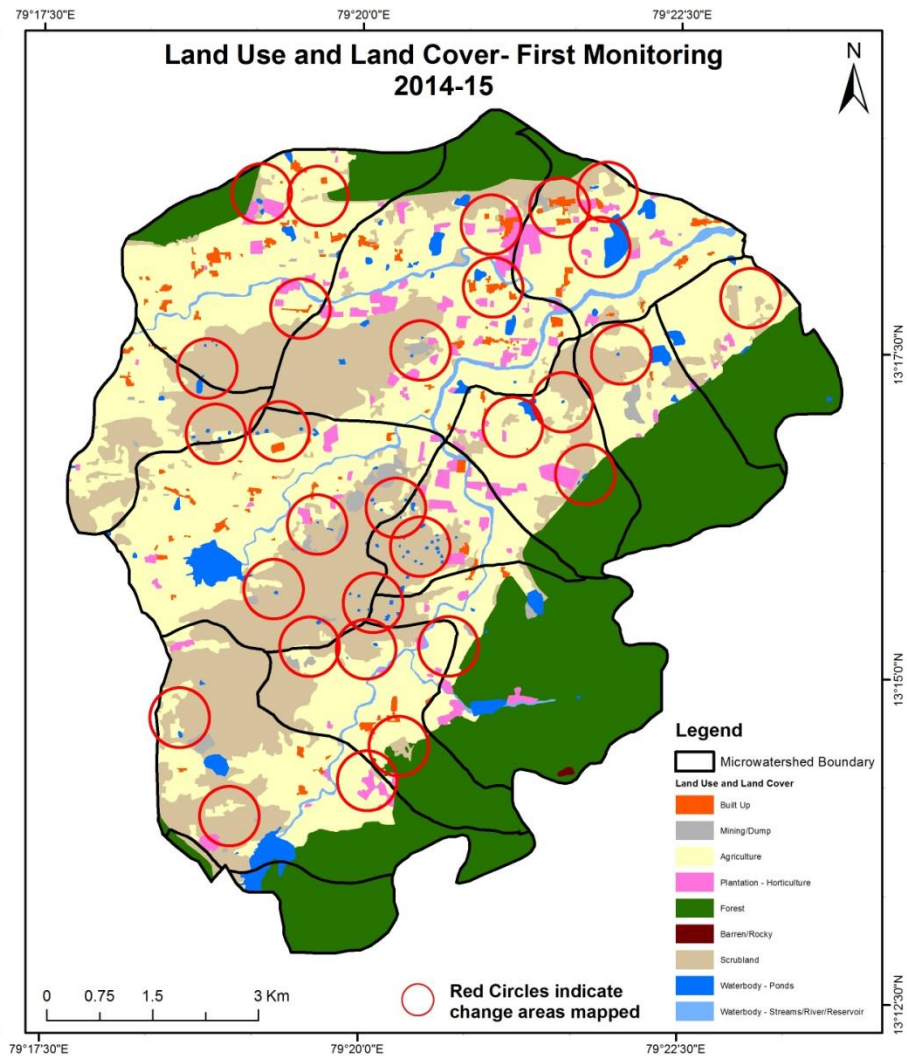 79°17'30"E 79°20'0"E 79°22'30"E
Land Use and Land Cover- First Monitoring
2014-15
N
13°17'30"N
13°15'0"N
13°12'30"N
Legend
Microwatershed Boundary
Land Use and Land Cover
Built Up
Mining/Dump
Agriculture
Plantation - Horticulture
Forest
Barren/Rocky
Scrubland
Waterbody - Ponds
Waterbody - Streams/River/Reservoir
0 0.75 1.5 3 Km
Red Circles indicate
change areas mapped
79°17'30"E 79°20'0"E 79°22'30"E